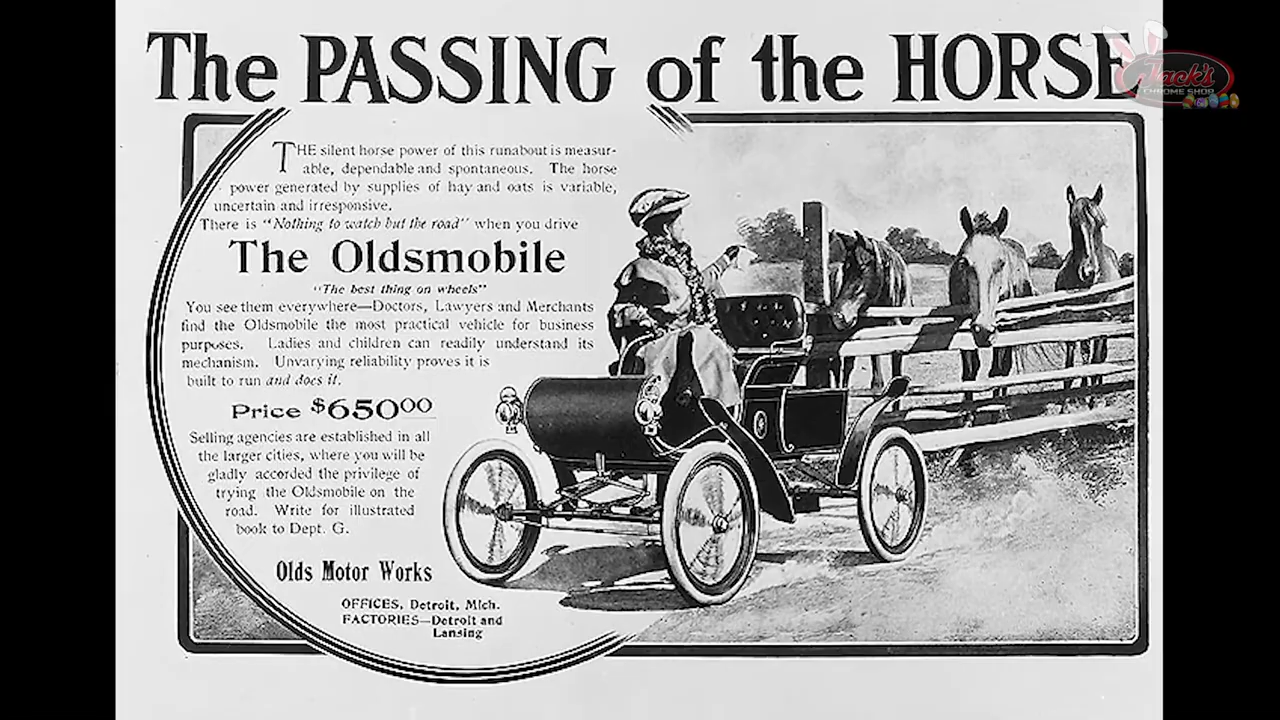 The PASSING of the HORSE
Jack's
CHROME SHOP
THE silent horse power of this runabout is measur-
able, dependable and spontaneous. The horse
power generated by supplies of hay and oats is variable,
uncertain and irresponsive.
There is "Nothing to watch but the road" when you drive
The Oldsmobile
"The best thing on wheels"
You see them everywhere—Doctors, Lawyers and Merchants
find the Oldsmobile the most practical vehicle for business
purposes. Ladies and children can readily understand its
mechanism. Unvarying reliability proves it is
built to run and does it.
Price $650⁰⁰
Selling agencies are established in all
the larger cities, where you will be
gladly accorded the privilege of
trying the Oldsmobile on the
road. Write for illustrated
book to Dept. G.
Olds Motor Works
OFFICES, Detroit, Mich.
FACTORIES—Detroit and
Lansing